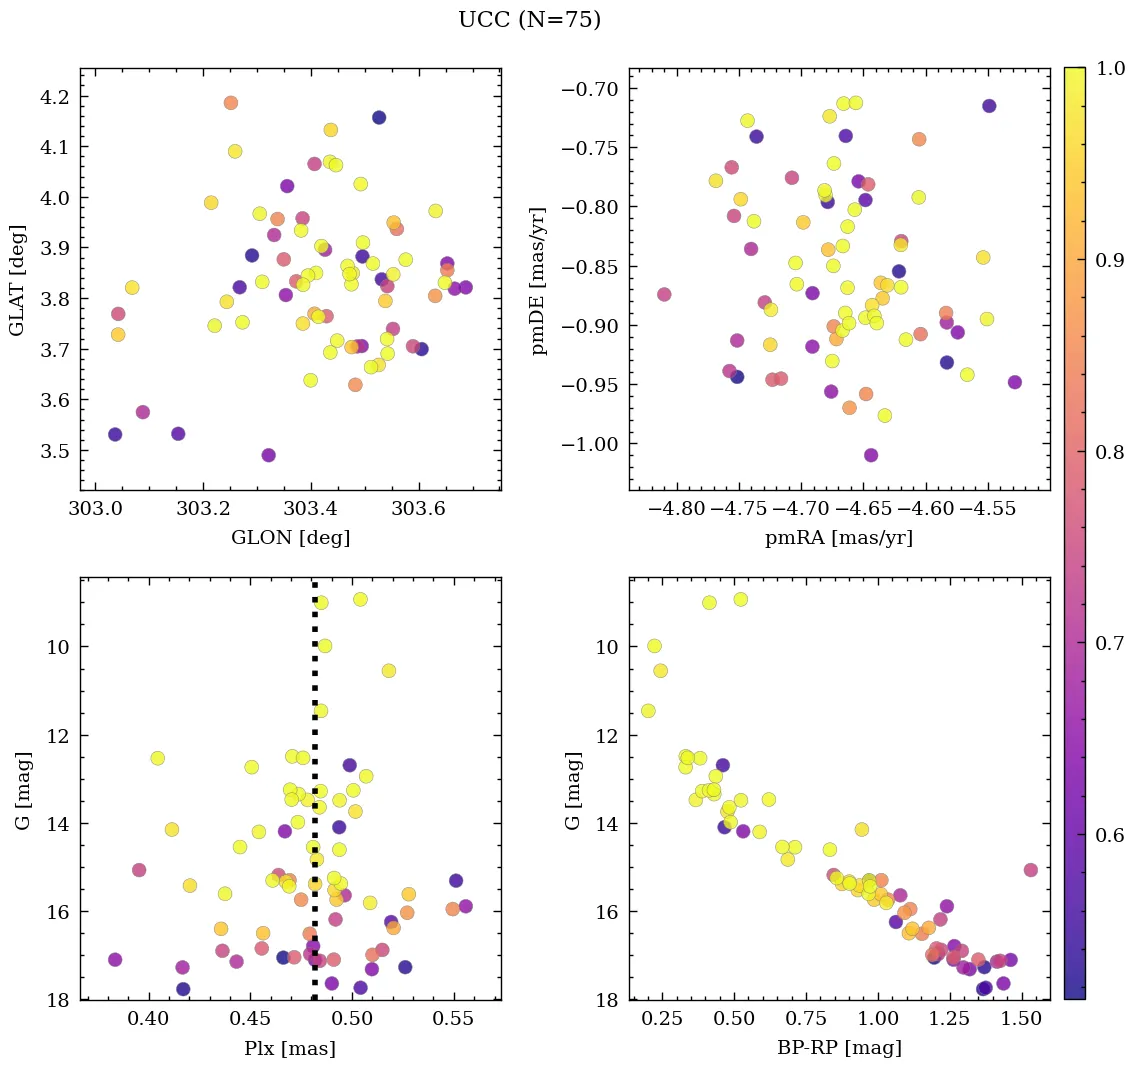 UCC (N=75)
4.2
4.1
4.0
3.9
3.8
3.7
3.6
3.5
GLAT [deg]
303.0 303.2 303.4 303.6
GLON [deg]
−0.70
−0.75
−0.80
−0.85
−0.90
−0.95
−1.00
pmDE [mas/yr]
−4.80 −4.75 −4.70 −4.65 −4.60 −4.55
pmRA [mas/yr]
10
12
14
16
18
G [mag]
0.40 0.45 0.50 0.55
Plx [mas]
10
12
14
16
18
G [mag]
0.25 0.50 0.75 1.00 1.25 1.50
BP-RP [mag]
1.0
0.9
0.8
0.7
0.6